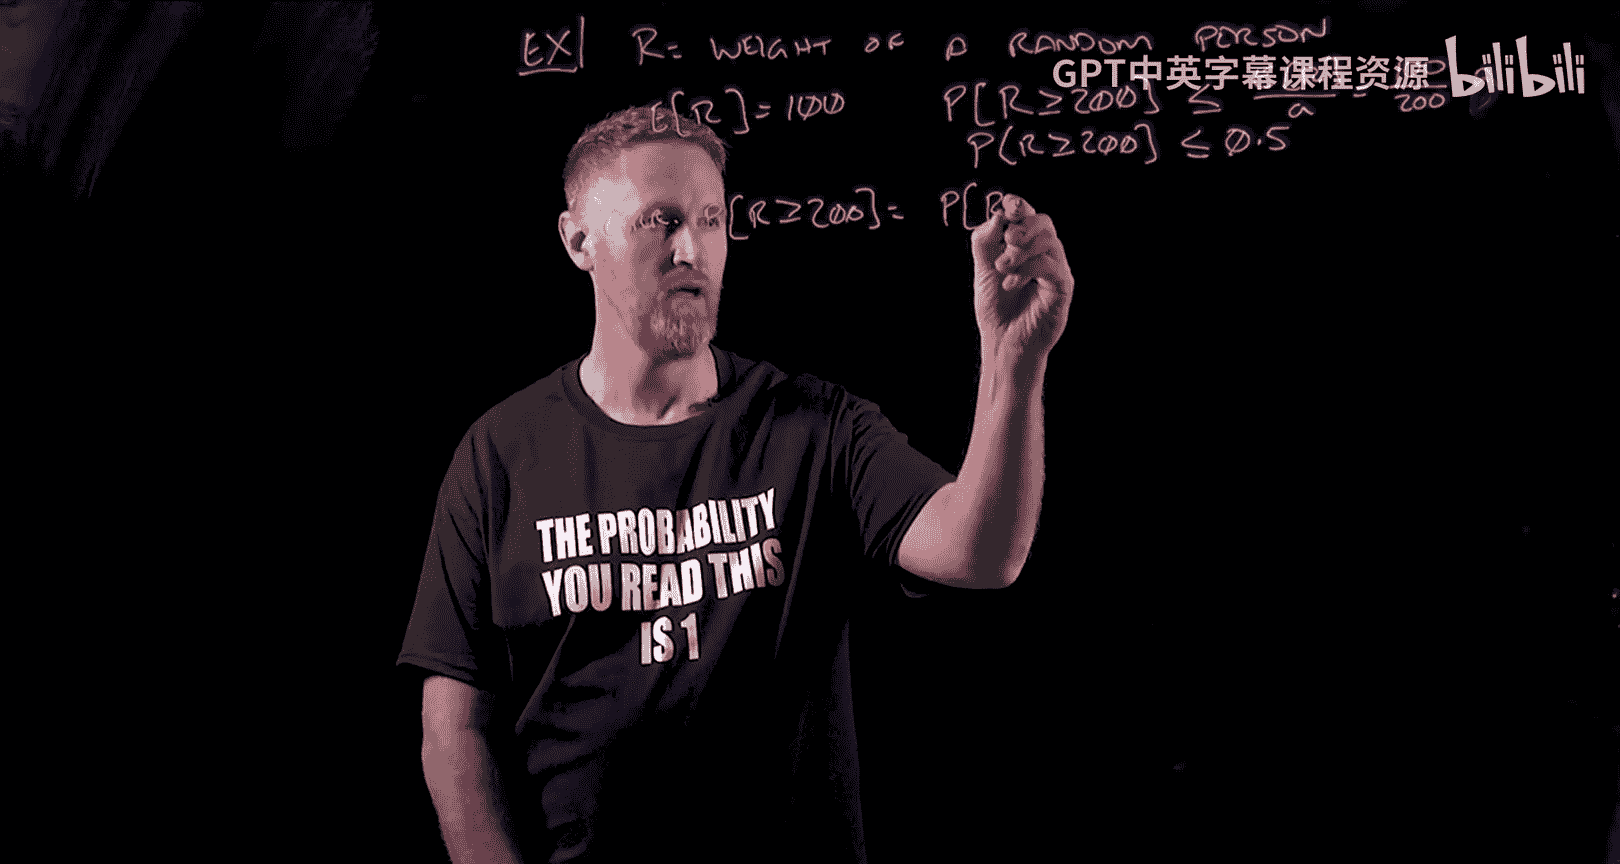 EX| R = WEIGHT OF A RANDOM PERSON
GPT中英字幕课程资源 bilibili
E[R] = 100 P[R ≥ 200] ≤ a = 200
P[R ≥ 200] ≤ 0.5
[R ≥ 200] = P[R
THE PROBABILITY
YOU READ THIS
IS 1